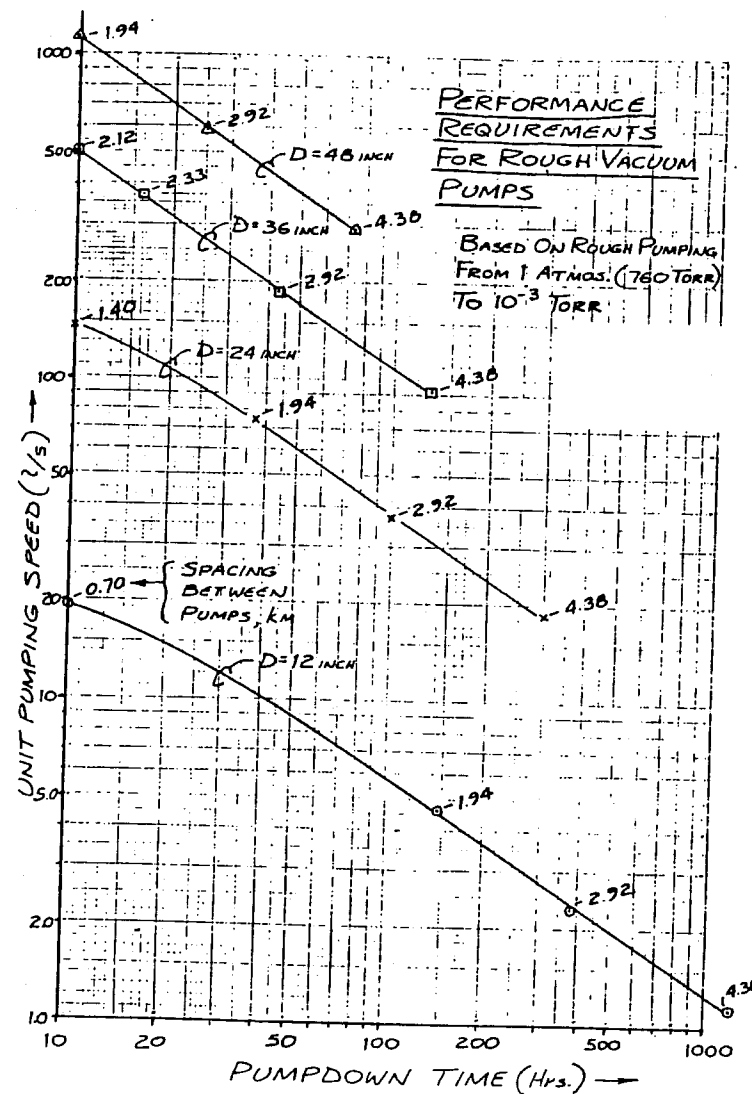 PERFORMANCE
REQUIREMENTS
FOR ROUGH VACUUM
PUMPS
BASED ON ROUGH PUMPING
FROM 1 ATMOS. (760 TORR)
TO 10⁻³ TORR
1000
500
200
100
50
20
10
5.0
2.0
1.0
UNIT PUMPING SPEED (l/s) →
1.94
2.92
D=48 INCH
4.38
2.12
2.33
D=36 INCH
2.92
4.38
1.40
D=24 INCH
1.94
2.92
4.38
0.70
SPACING
BETWEEN
PUMPS, KM
D=12 INCH
1.94
2.92
4.38
10 20 50 100 200 500 1000
PUMPDOWN TIME (Hrs.) →